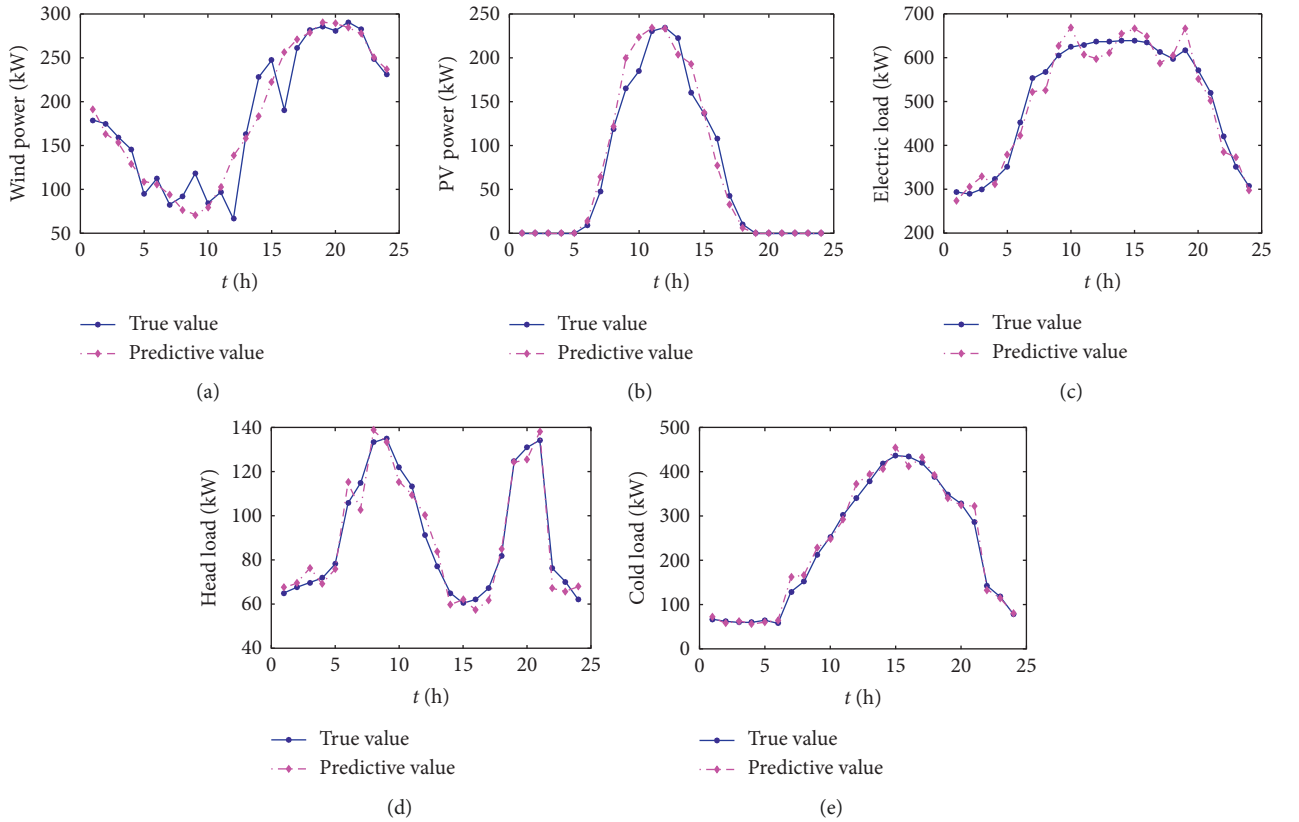 300
250
200
150
100
50
Wind power (kW)
0 5 10 15 20 25
t (h)
True value
Predictive value
(a)
250
200
150
100
50
0
PV power (kW)
0 5 10 15 20 25
t (h)
True value
Predictive value
(b)
700
600
500
400
300
200
Electric load (kW)
0 5 10 15 20 25
t (h)
True value
Predictive value
(c)
140
120
100
80
60
40
Head load (kW)
0 5 10 15 20 25
t (h)
True value
Predictive value
(d)
500
400
300
200
100
0
Cold load (kW)
0 5 10 15 20 25
t (h)
True value
Predictive value
(e)